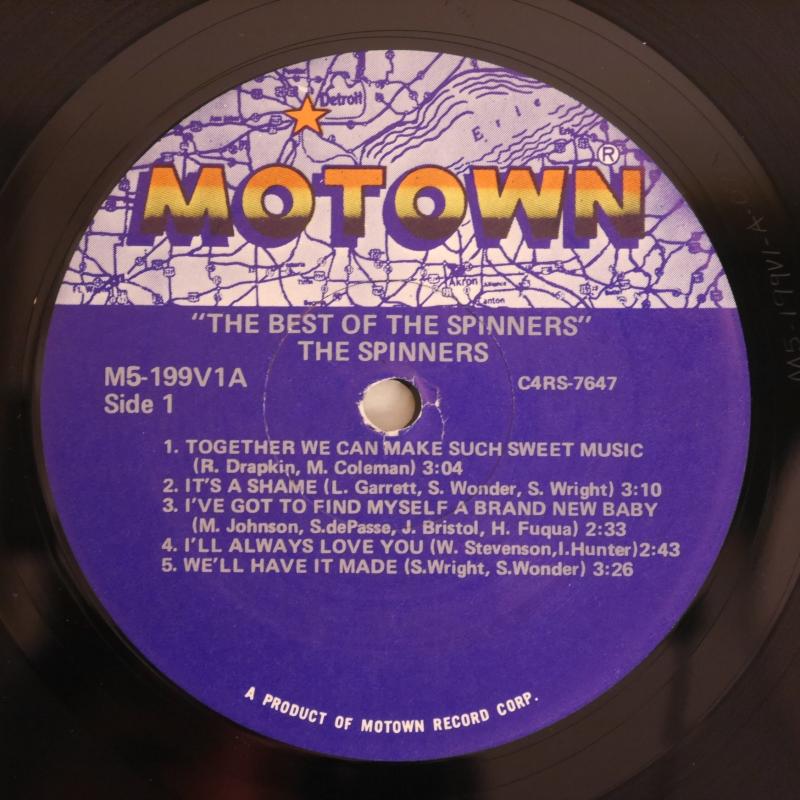 Detroit
Erie
Erie
®
MOTOWN
Akron
"THE BEST OF THE SPINNERS"
THE SPINNERS
M5-199V1A
C4RS-7647
Side 1
1. TOGETHER WE CAN MAKE SUCH SWEET MUSIC
(R. Drapkin, M. Coleman) 3:04
2. IT'S A SHAME (L. Garrett, S. Wonder, S. Wright) 3:10
3. I'VE GOT TO FIND MYSELF A BRAND NEW BABY
(M. Johnson, S.dePasse, J. Bristol, H. Fuqua) 2:33
4. I'LL ALWAYS LOVE YOU (W. Stevenson,I.Hunter)2:43
5. WE'LL HAVE IT MADE (S.Wright, S.Wonder) 3:26
A PRODUCT OF MOTOWN RECORD CORP.